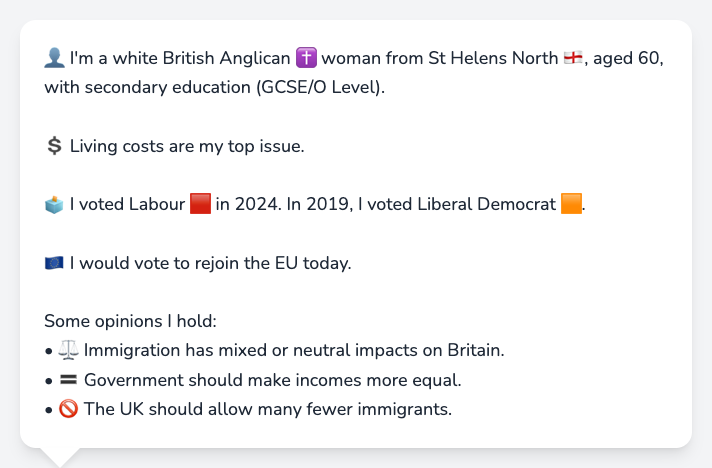 👤 I'm a white British Anglican ✝️ woman from St Helens North 🏴󠁧󠁢󠁥󠁮󠁧󠁿, aged 60,
with secondary education (GCSE/O Level).
💲 Living costs are my top issue.
🗳️ I voted Labour 🟥 in 2024. In 2019, I voted Liberal Democrat 🟧.
🇪🇺 I would vote to rejoin the EU today.
Some opinions I hold:
• ⚖️ Immigration has mixed or neutral impacts on Britain.
• 🟰 Government should make incomes more equal.
• 🚫 The UK should allow many fewer immigrants.